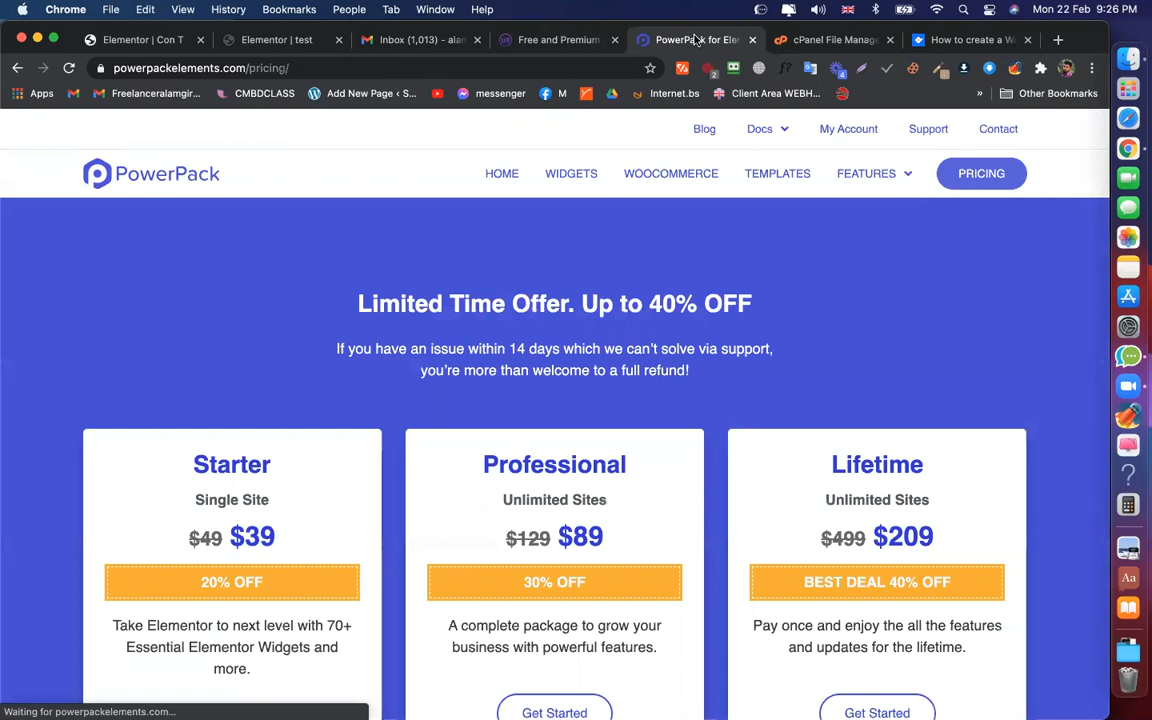 Chrome File Edit View History Bookmarks People Tab Window Help Mon 22 Feb 9:26 PM
Elementor | Con T Elementor | test Inbox (1,013) - alan Free and Premium PowerPack for Ele cPanel File Manage How to create a W
powerpackelements.com/pricing/
Apps Freelanceralamgir... CMBDCLASS Add New Page ‹ S... messenger M Internet.bs Client Area WEBH... » Other Bookmarks
Blog Docs My Account Support Contact
PowerPack HOME WIDGETS WOOCOMMERCE TEMPLATES FEATURES PRICING
Limited Time Offer. Up to 40% OFF
If you have an issue within 14 days which we can't solve via support,
you're more than welcome to a full refund!
Starter
Single Site
$49 $39
20% OFF
Take Elementor to next level with 70+
Essential Elementor Widgets and
more.
Professional
Unlimited Sites
$129 $89
30% OFF
A complete package to grow your
business with powerful features.
Get Started
Lifetime
Unlimited Sites
$499 $209
BEST DEAL 40% OFF
Pay once and enjoy the all the features
and updates for the lifetime.
Get Started
Waiting for powerpackelements.com...